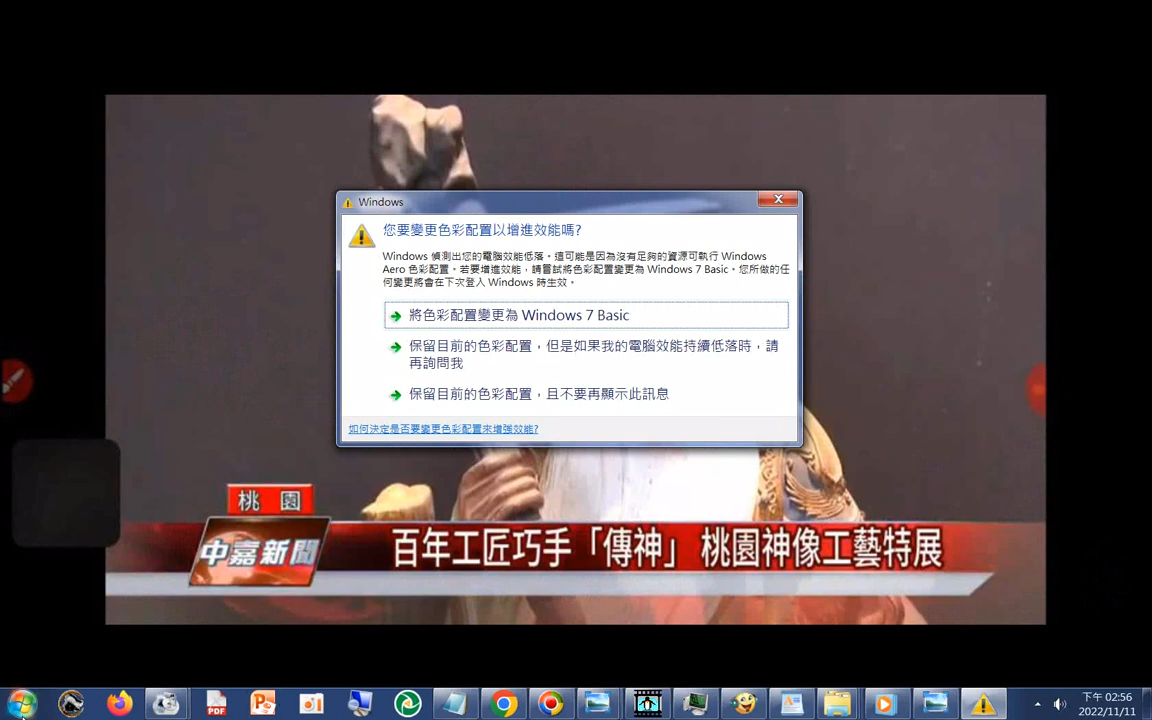 Windows
您要變更色彩配置以增進效能嗎?
Windows 偵測出您的電腦效能低落。這可能是因為沒有足夠的資源可執行 Windows
Aero 色彩配置。若要增進效能，請嘗試將色彩配置變更為 Windows 7 Basic。您所做的任
何變更將會在下次登入 Windows 時生效。
將色彩配置變更為 Windows 7 Basic
保留目前的色彩配置，但是如果我的電腦效能持續低落時，請
再詢問我
保留目前的色彩配置，且不要再顯示此訊息
如何決定是否要變更色彩配置來增強效能?
桃園
中嘉新聞
百年工匠巧手「傳神」 桃園神像工藝特展
PDF
下午 02:56
2022/11/11